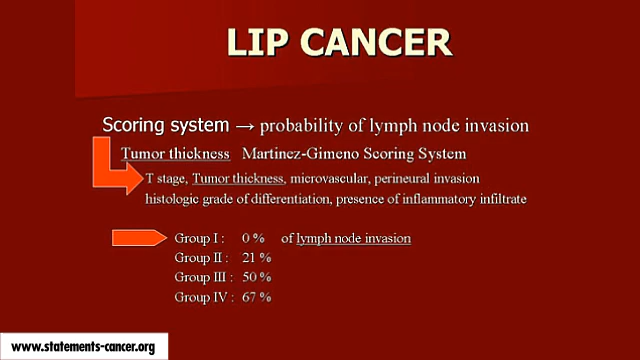 LIP CANCER
Scoring system → probability of lymph node invasion
Tumor thickness Martinez-Gimeno Scoring System
T stage, Tumor thickness, microvascular, perineural invasion
histologic grade of differentiation, presence of inflammatory infiltrate
Group I : 0 % of lymph node invasion
Group II : 21 %
Group III : 50 %
Group IV : 67 %
www.statements-cancer.org